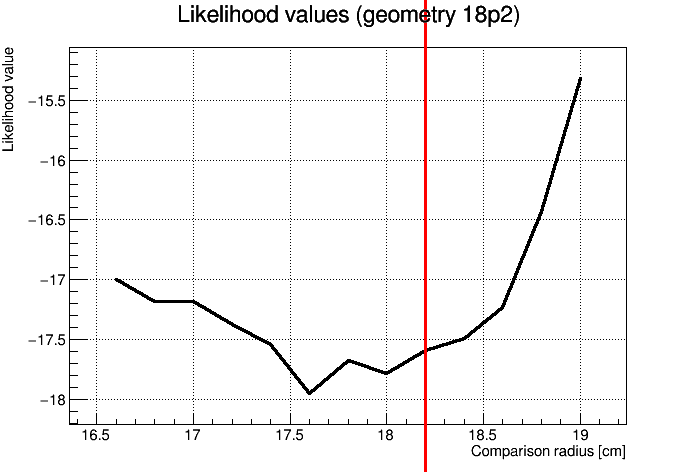 Likelihood values (geometry 18p2)
Likelihood value
−15.5
−16
−16.5
−17
−17.5
−18
16.5 17 17.5 18 18.5 19
Comparison radius [cm]